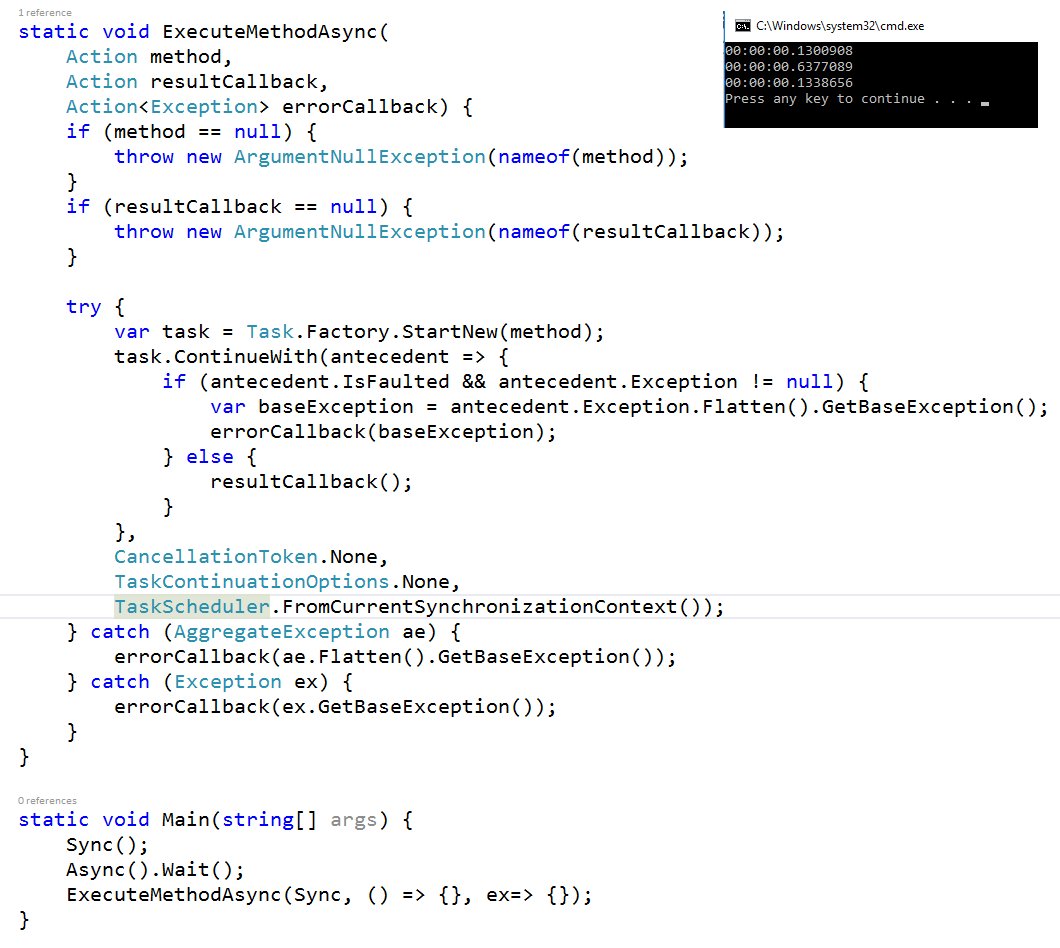 1 reference
static void ExecuteMethodAsync(
    Action method,
    Action resultCallback,
    Action<Exception> errorCallback) {
    if (method == null) {
        throw new ArgumentNullException(nameof(method));
    }
    if (resultCallback == null) {
        throw new ArgumentNullException(nameof(resultCallback));
    }

    try {
        var task = Task.Factory.StartNew(method);
        task.ContinueWith(antecedent => {
            if (antecedent.IsFaulted && antecedent.Exception != null) {
                var baseException = antecedent.Exception.Flatten().GetBaseException();
                errorCallback(baseException);
            } else {
                resultCallback();
            }
        },
        CancellationToken.None,
        TaskContinuationOptions.None,
        TaskScheduler.FromCurrentSynchronizationContext());
    } catch (AggregateException ae) {
        errorCallback(ae.Flatten().GetBaseException());
    } catch (Exception ex) {
        errorCallback(ex.GetBaseException());
    }
}

0 references
static void Main(string[] args) {
    Sync();
    Async().Wait();
    ExecuteMethodAsync(Sync, () => {}, ex=> {});
}
C:\Windows\system32\cmd.exe
00:00:00.1300908
00:00:00.6377089
00:00:00.1338656
Press any key to continue . . .